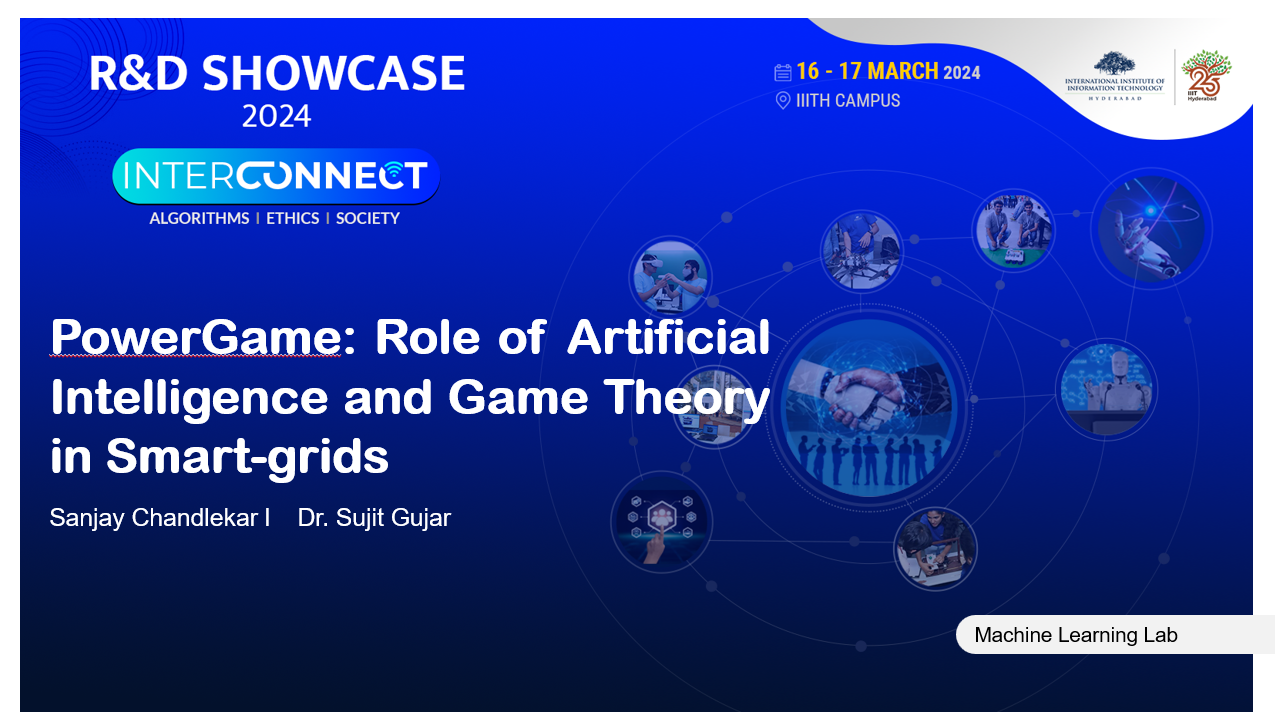 R&D SHOWCASE
2024
INTERCONNECT
ALGORITHMS | ETHICS | SOCIETY
16 - 17 MARCH 2024
IIITH CAMPUS
INTERNATIONAL INSTITUTE OF
INFORMATION TECHNOLOGY
HYDERABAD
25
IIIT
Hyderabad
PowerGame: Role of Artificial
Intelligence and Game Theory
in Smart-grids
Sanjay Chandlekar I Dr. Sujit Gujar
Machine Learning Lab